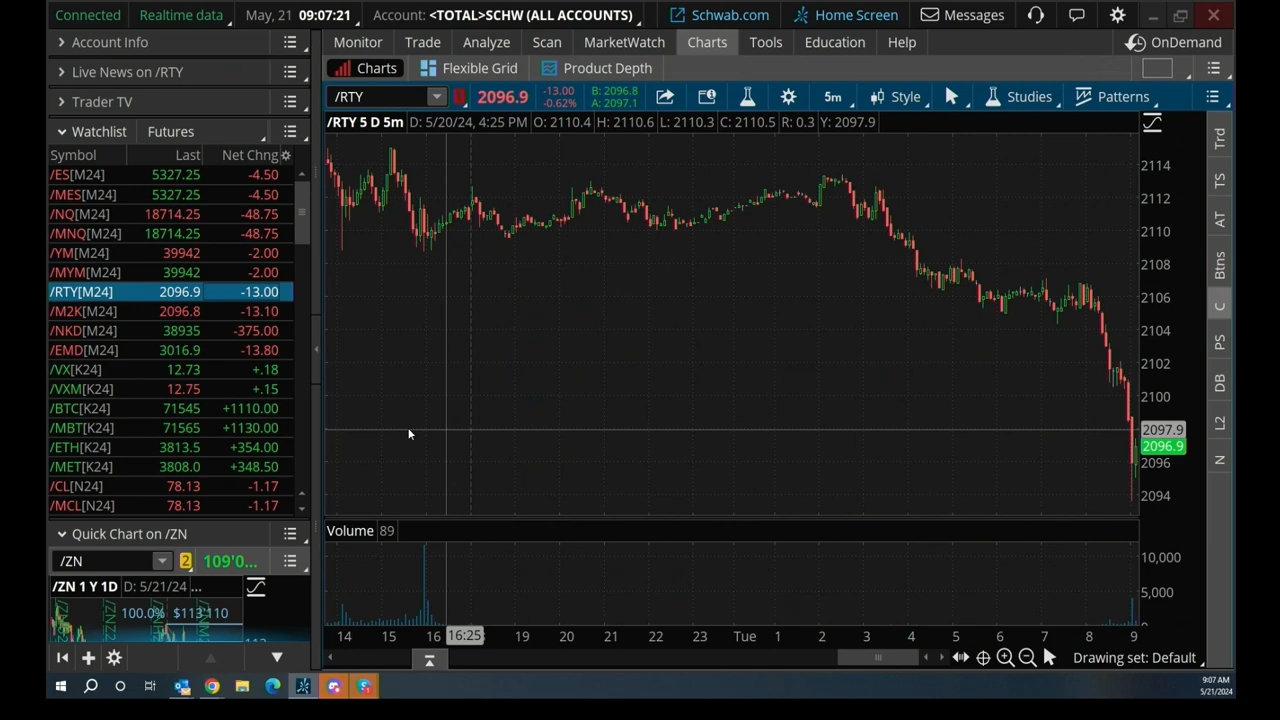 Connected Realtime data May, 21 09:07:21 Account: <TOTAL>SCHW (ALL ACCOUNTS) Schwab.com Home Screen Messages
Account Info
Live News on /RTY
Trader TV
Watchlist Futures
Symbol Last Net Chng
/ES[M24] 5327.25 -4.50
/MES[M24] 5327.25 -4.50
/NQ[M24] 18714.25 -48.75
/MNQ[M24] 18714.25 -48.75
/YM[M24] 39942 -2.00
/MYM[M24] 39942 -2.00
/RTY[M24] 2096.9 -13.00
/M2K[M24] 2096.8 -13.10
/NKD[M24] 38935 -375.00
/EMD[M24] 3016.9 -13.80
/VX[K24] 12.73 +.18
/VXM[K24] 12.75 +.15
/BTC[K24] 71545 +1110.00
/MBT[K24] 71565 +1130.00
/ETH[K24] 3813.5 +354.00
/MET[K24] 3808.0 +348.50
/CL[N24] 78.13 -1.17
/MCL[N24] 78.13 -1.17
Quick Chart on /ZN
/ZN 2 109'0...
/ZN 1 Y 1D D: 5/21/24 ...
100.0% $113'110
Monitor Trade Analyze Scan MarketWatch Charts Tools Education Help OnDemand
Charts Flexible Grid Product Depth
/RTY 2096.9 -13.00 B: 2096.8 5m Style Studies Patterns
-0.62% A: 2097.1
/RTY 5 D 5m D: 5/20/24, 4:25 PM O: 2110.4 H: 2110.6 L: 2110.3 C: 2110.5 R: 0.3 Y: 2097.9
2114
2112
2110
2108
2106
2104
2102
2100
2097.9
2096.9
2096
2094
Volume 89
10,000
5,000
14 15 16 16:25 19 20 21 22 23 Tue 1 2 3 4 5 6 7 8 9
Drawing set: Default
Trd
TS
AT
Btns
C
PS
DB
L2
N
9:07 AM
5/21/2024